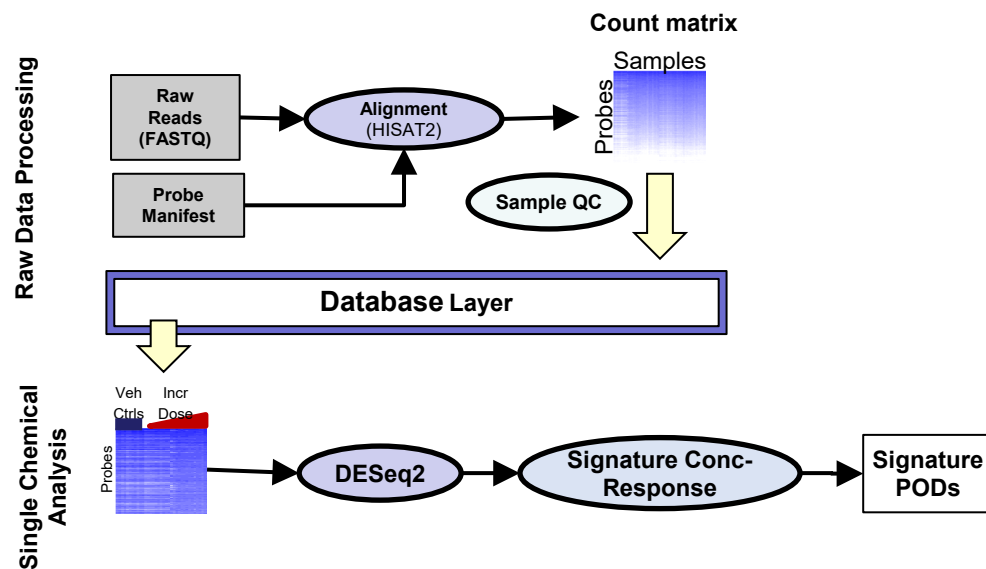 Count matrix
Samples
Probes
Raw Data Processing
Raw
Reads
(FASTQ)
Alignment
(HISAT2)
Probe
Manifest
Sample QC
Database Layer
Single Chemical
Analysis
Veh
Ctrls
Incr
Dose
Probes
DESeq2
Signature Conc-
Response
Signature
PODs